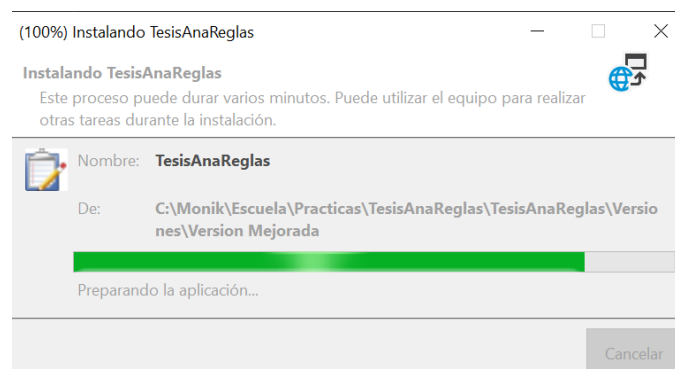 (100%) Instalando TesisAnaReglas
Instalando TesisAnaReglas
Este proceso puede durar varios minutos. Puede utilizar el equipo para realizar
otras tareas durante la instalación.
Nombre: TesisAnaReglas
De: C:\Monik\Escuela\Practicas\TesisAnaReglas\TesisAnaReglas\Versio
nes\Version Mejorada
Preparando la aplicación...
Cancelar